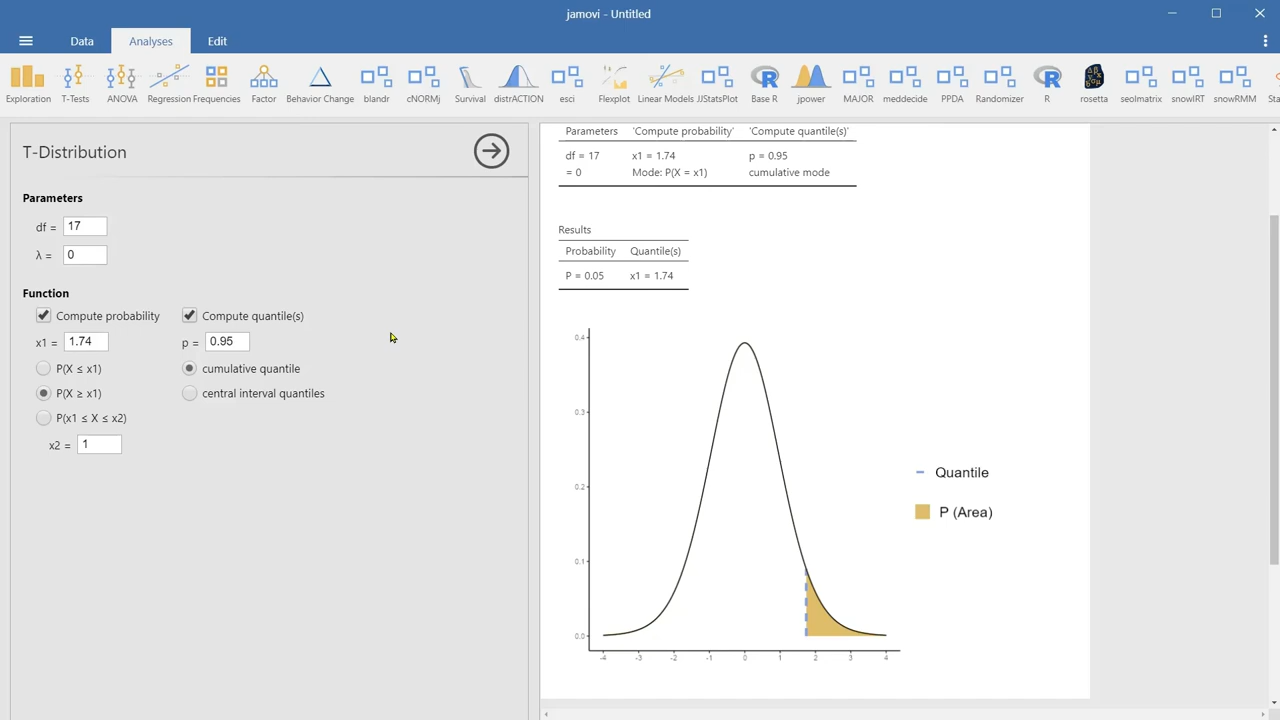 jamovi - Untitled
Data Analyses Edit
Exploration T-Tests ANOVA Regression Frequencies Factor Behavior Change blandr cNORMj Survival distrACTION esci Flexplot Linear Models JJStatsPlot Base R jpower MAJOR meddecide PPDA Randomizer R rosetta seolmatrix snowIRT snowRMM
T-Distribution
Parameters
df = 17
λ = 0
Function
Compute probability Compute quantile(s)
x1 = 1.74 p = 0.95
P(X ≤ x1) cumulative quantile
P(X ≥ x1) central interval quantiles
P(x1 ≤ X ≤ x2)
x2 = 1
Parameters 'Compute probability' 'Compute quantile(s)'
df = 17 x1 = 1.74 p = 0.95
= 0 Mode: P(X = x1) cumulative mode
Results
Probability Quantile(s)
P = 0.05 x1 = 1.74
0.4
0.3
0.2
0.1
0.0
-4 -3 -2 -1 0 1 2 3 4
Quantile
P (Area)